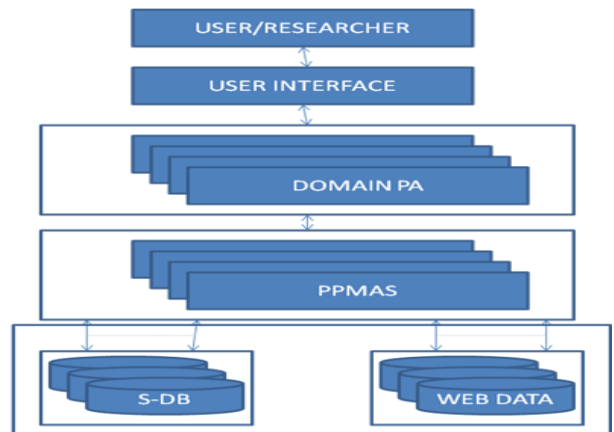 USER/RESEARCHER
USER INTERFACE
DOMAIN PA
PPMAS
S-DB
WEB DATA